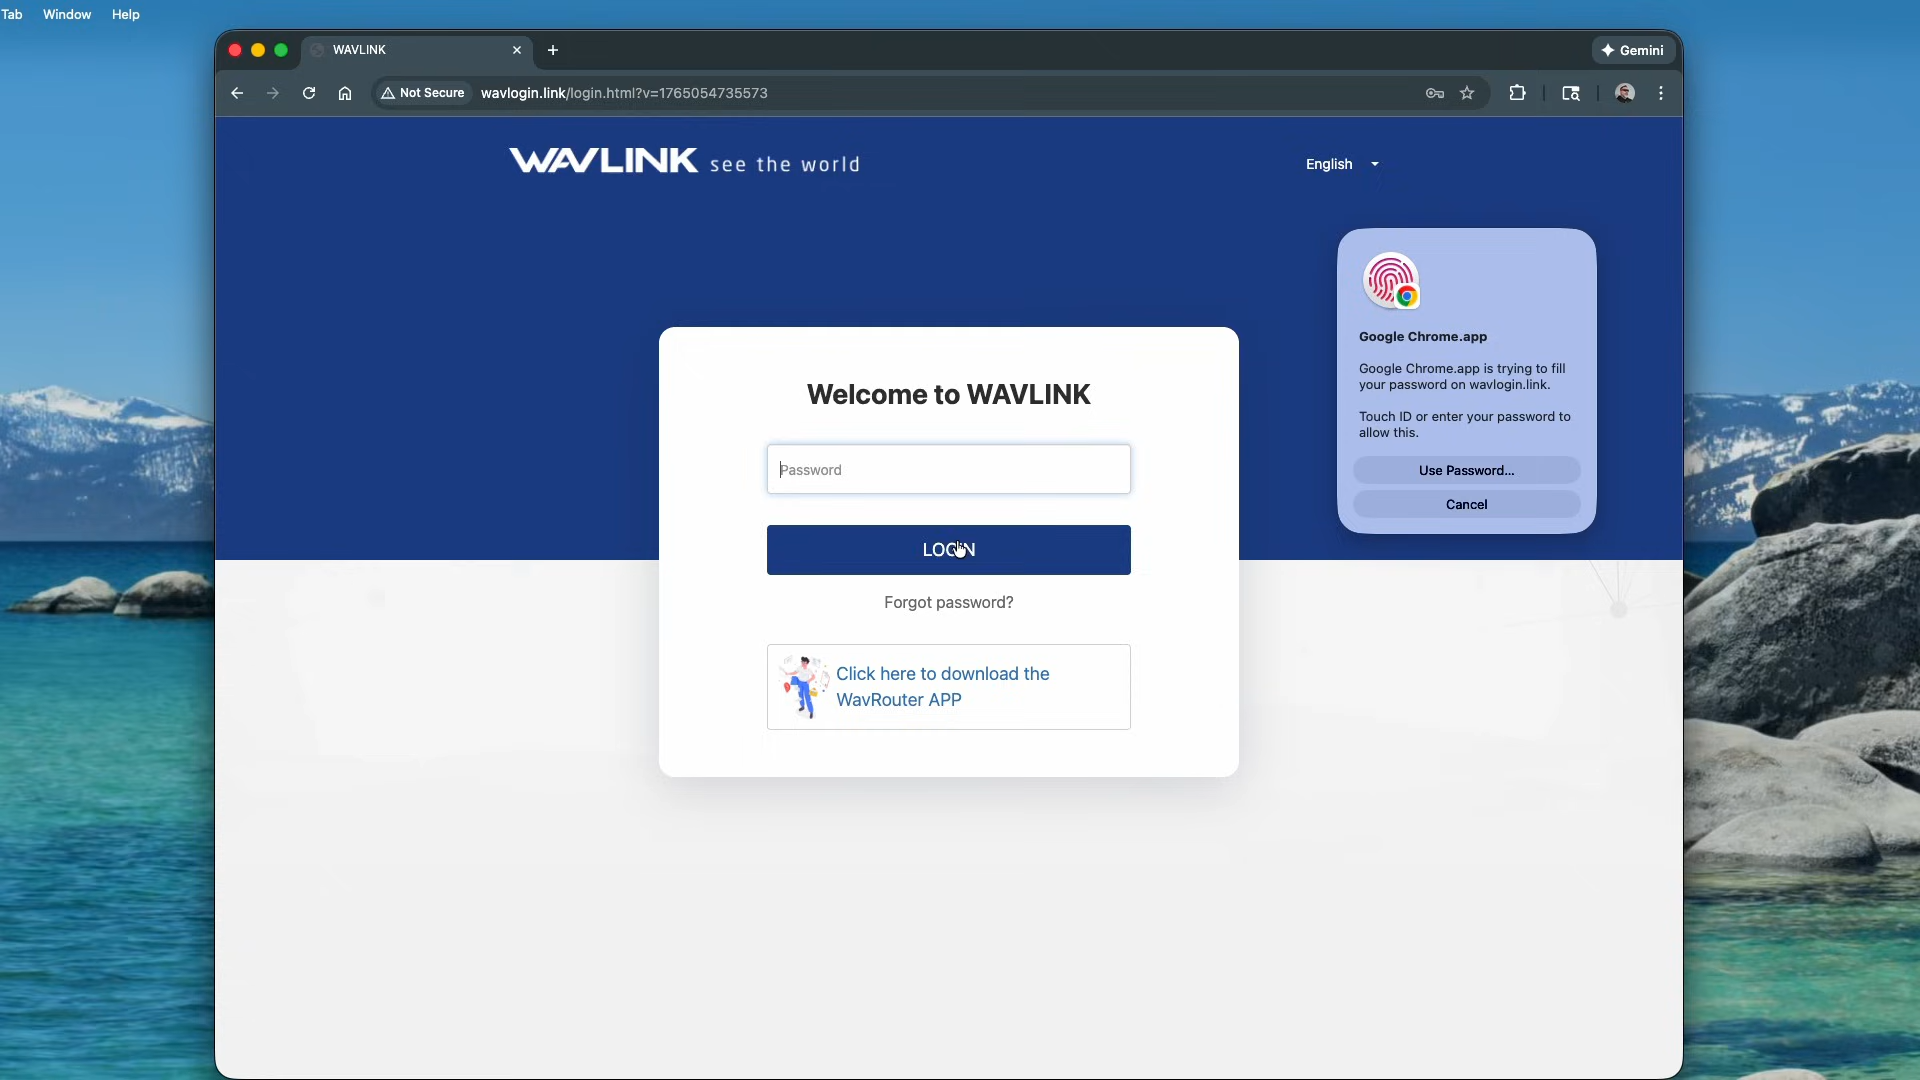 Tab Window Help
WAVLINK
Gemini
Not Secure wavlogin.link/login.html?v=1765054735573
WAVLINK see the world
English
Google Chrome.app
Google Chrome.app is trying to fill
your password on wavlogin.link.
Touch ID or enter your password to
allow this.
Use Password...
Cancel
Welcome to WAVLINK
Password
LOGIN
Forgot password?
Click here to download the
WavRouter APP